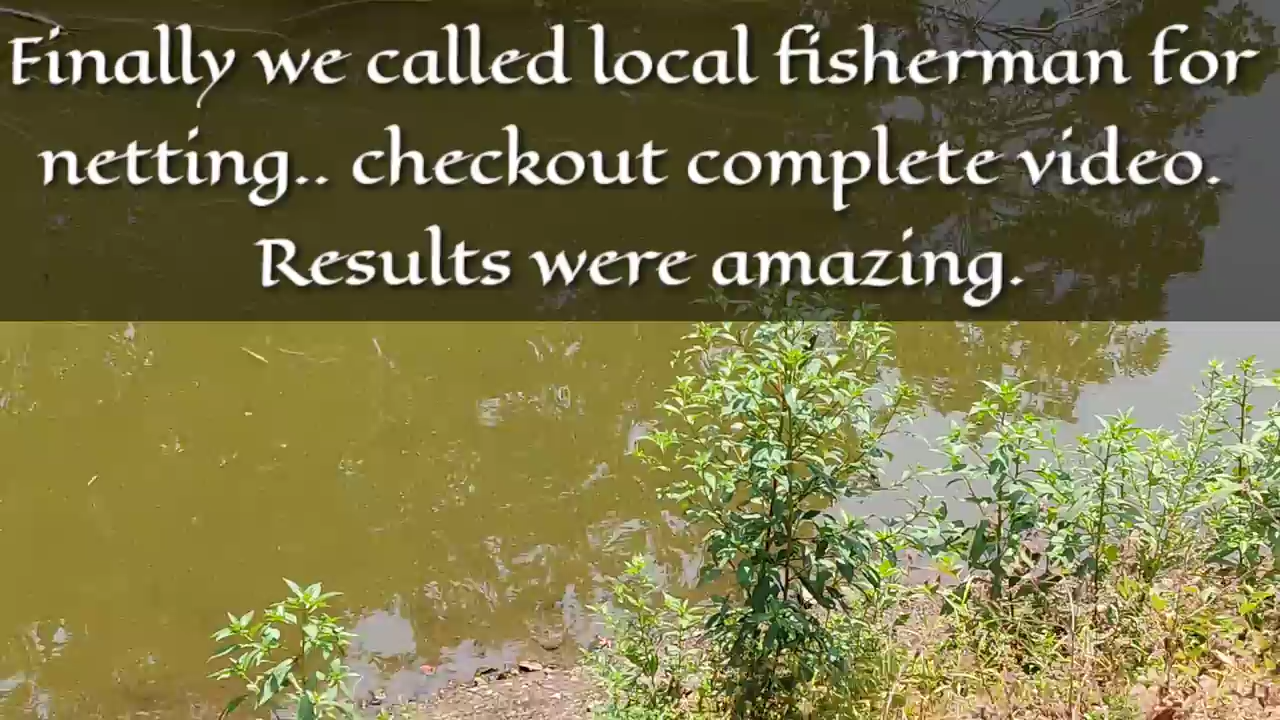 Finally we called local fisherman for
netting.. checkout complete video.
Results were amazing.